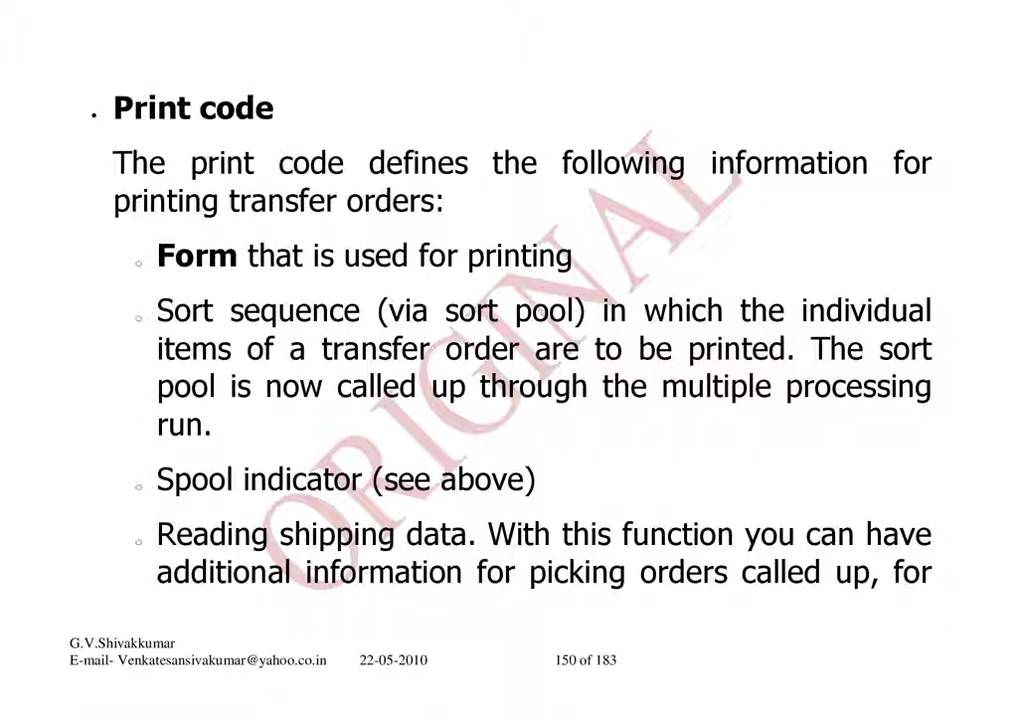 Print code
The print code defines the following information for
printing transfer orders:
Form that is used for printing
Sort sequence (via sort pool) in which the individual
items of a transfer order are to be printed. The sort
pool is now called up through the multiple processing
run.
Spool indicator (see above)
Reading shipping data. With this function you can have
additional information for picking orders called up, for
ORIGINAL
G.V.Shivakkumar
E-mail- Venkatesansivakumar@yahoo.co.in 22-05-2010 150 of 183